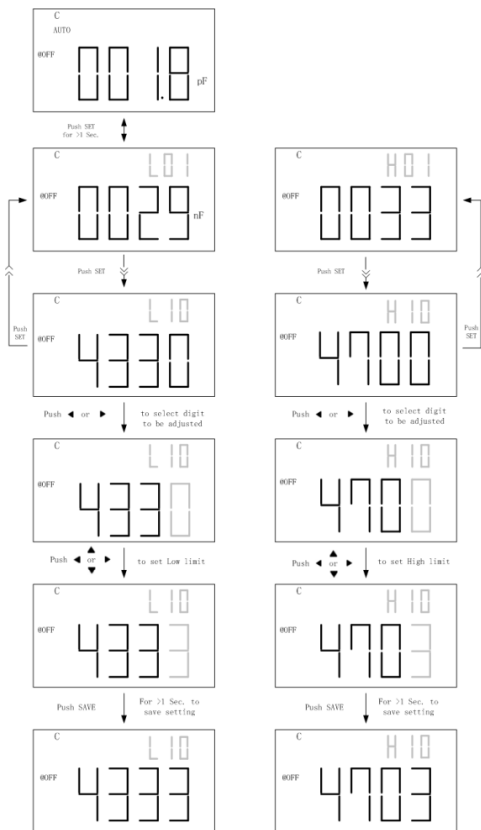 C
AUTO
@OFF
001.8
pF
Push SET
for >1 Sec.
C
L01
@OFF
0029
nF
Push SET
C
L10
@OFF
4330
Push
SET
Push ◄ or ► to select digit
to be adjusted
C
L10
@OFF
4330
Push ◄ ▲ or ▼ ► to set Low limit
C
L10
@OFF
4333
Push SAVE
For >1 Sec. to
save setting
C
L10
@OFF
4333
C
H01
@OFF
0033
Push SET
C
H10
@OFF
4700
Push
SET
Push ◄ or ► to select digit
to be adjusted
C
H10
@OFF
4700
Push ◄ ▲ or ▼ ► to set High limit
C
H10
@OFF
4703
Push SAVE
For >1 Sec. to
save setting
C
H10
@OFF
4703